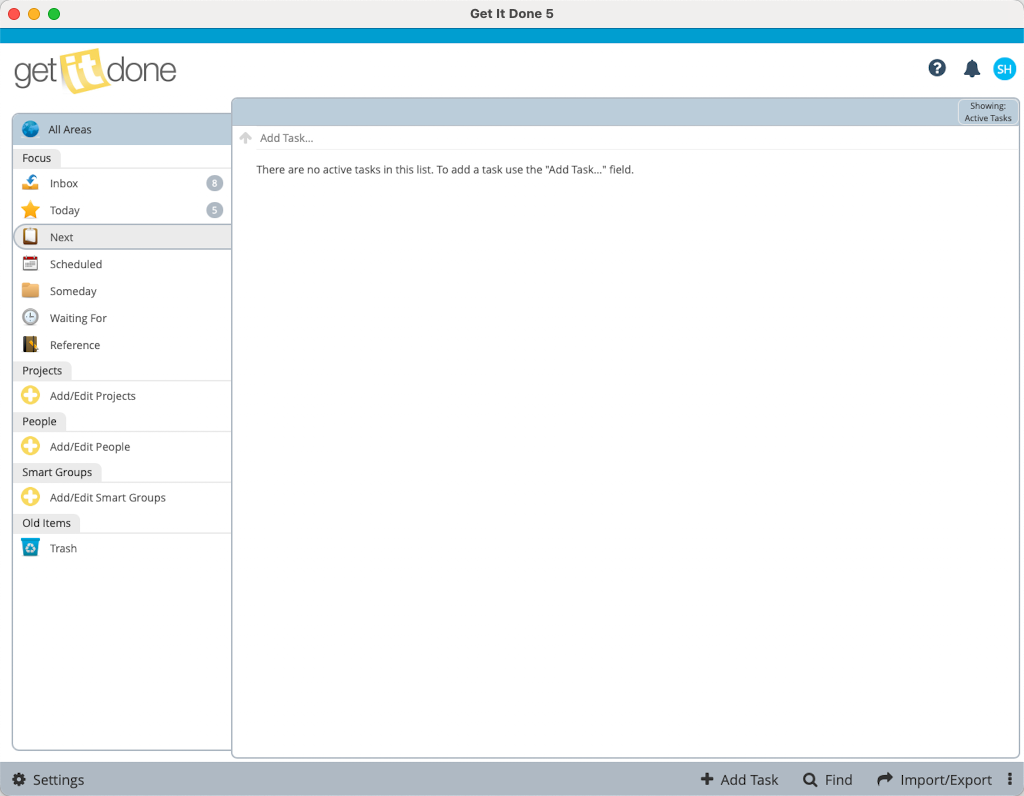 Get It Done 5
get it done
SH
All Areas
Showing:
Active Tasks
Focus
Add Task...
Inbox 8
There are no active tasks in this list. To add a task use the "Add Task..." field.
Today 5
Next
Scheduled
Someday
Waiting For
Reference
Projects
Add/Edit Projects
People
Add/Edit People
Smart Groups
Add/Edit Smart Groups
Old Items
Trash
Settings
Add Task
Find
Import/Export